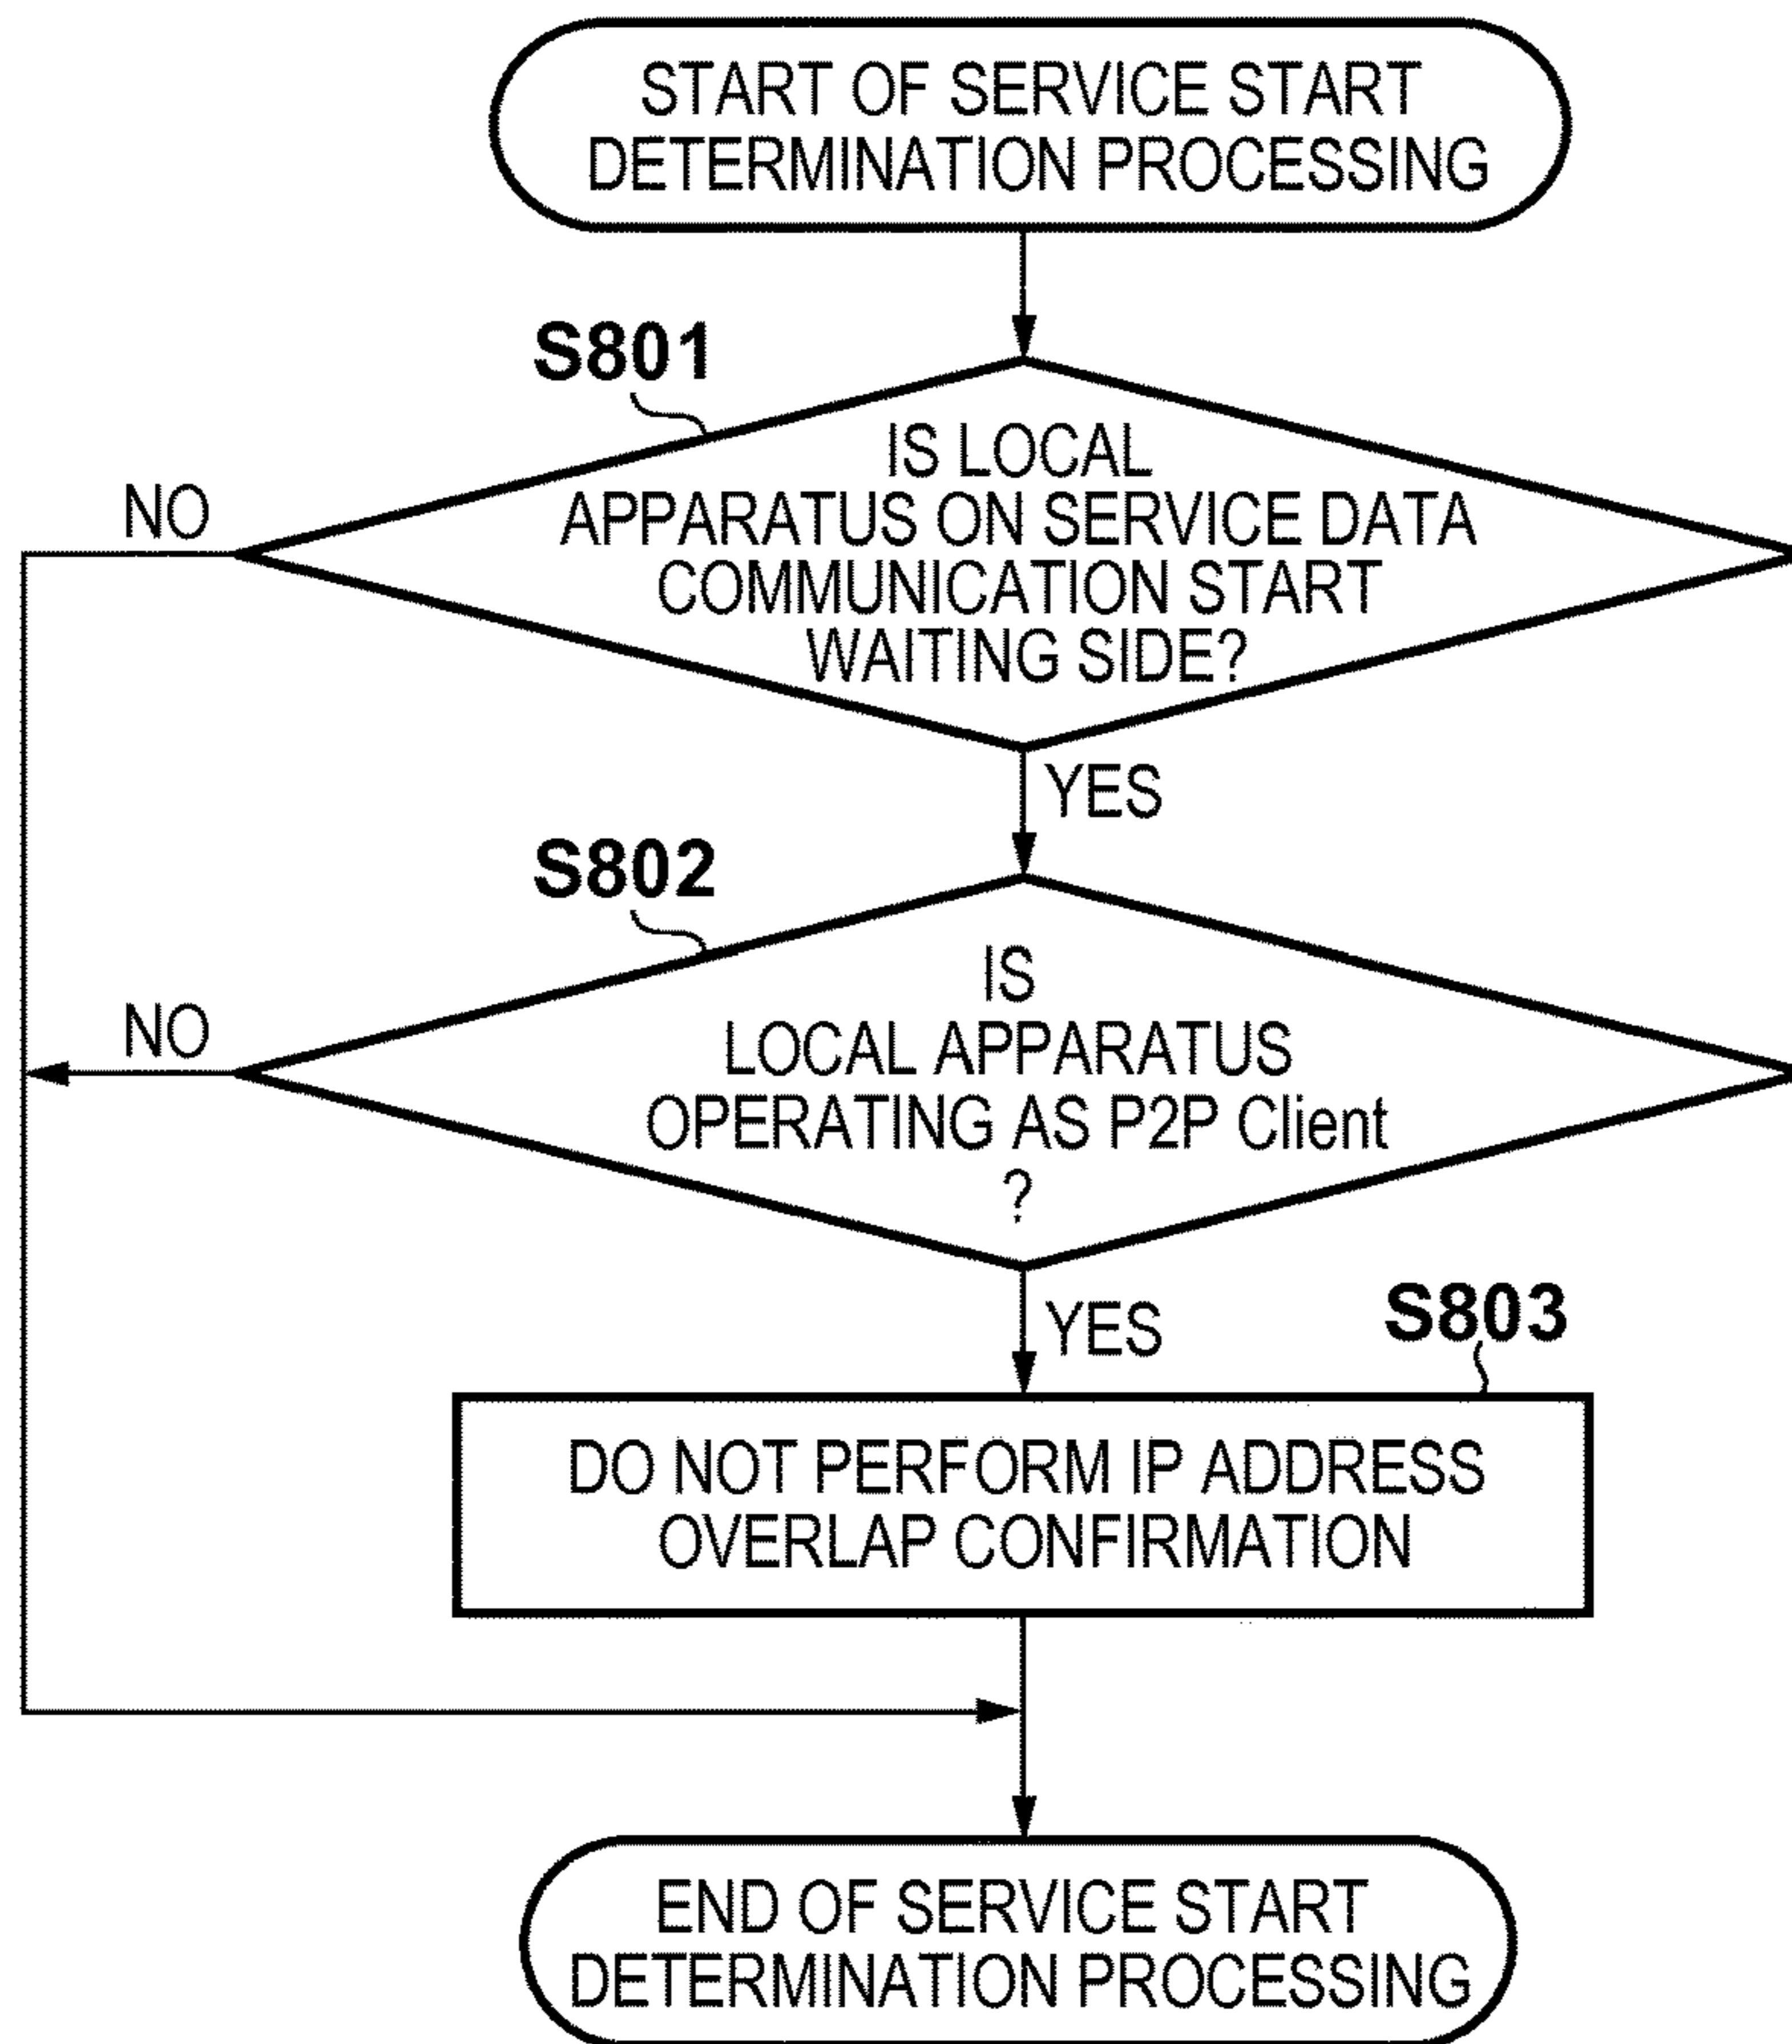 START OF SERVICE START
DETERMINATION PROCESSING
S801
IS LOCAL
APPARATUS ON SERVICE DATA
COMMUNICATION START
WAITING SIDE?
NO
YES
S802
IS
LOCAL APPARATUS
OPERATING AS P2P Client
?
NO
YES
S803
DO NOT PERFORM IP ADDRESS
OVERLAP CONFIRMATION
END OF SERVICE START
DETERMINATION PROCESSING